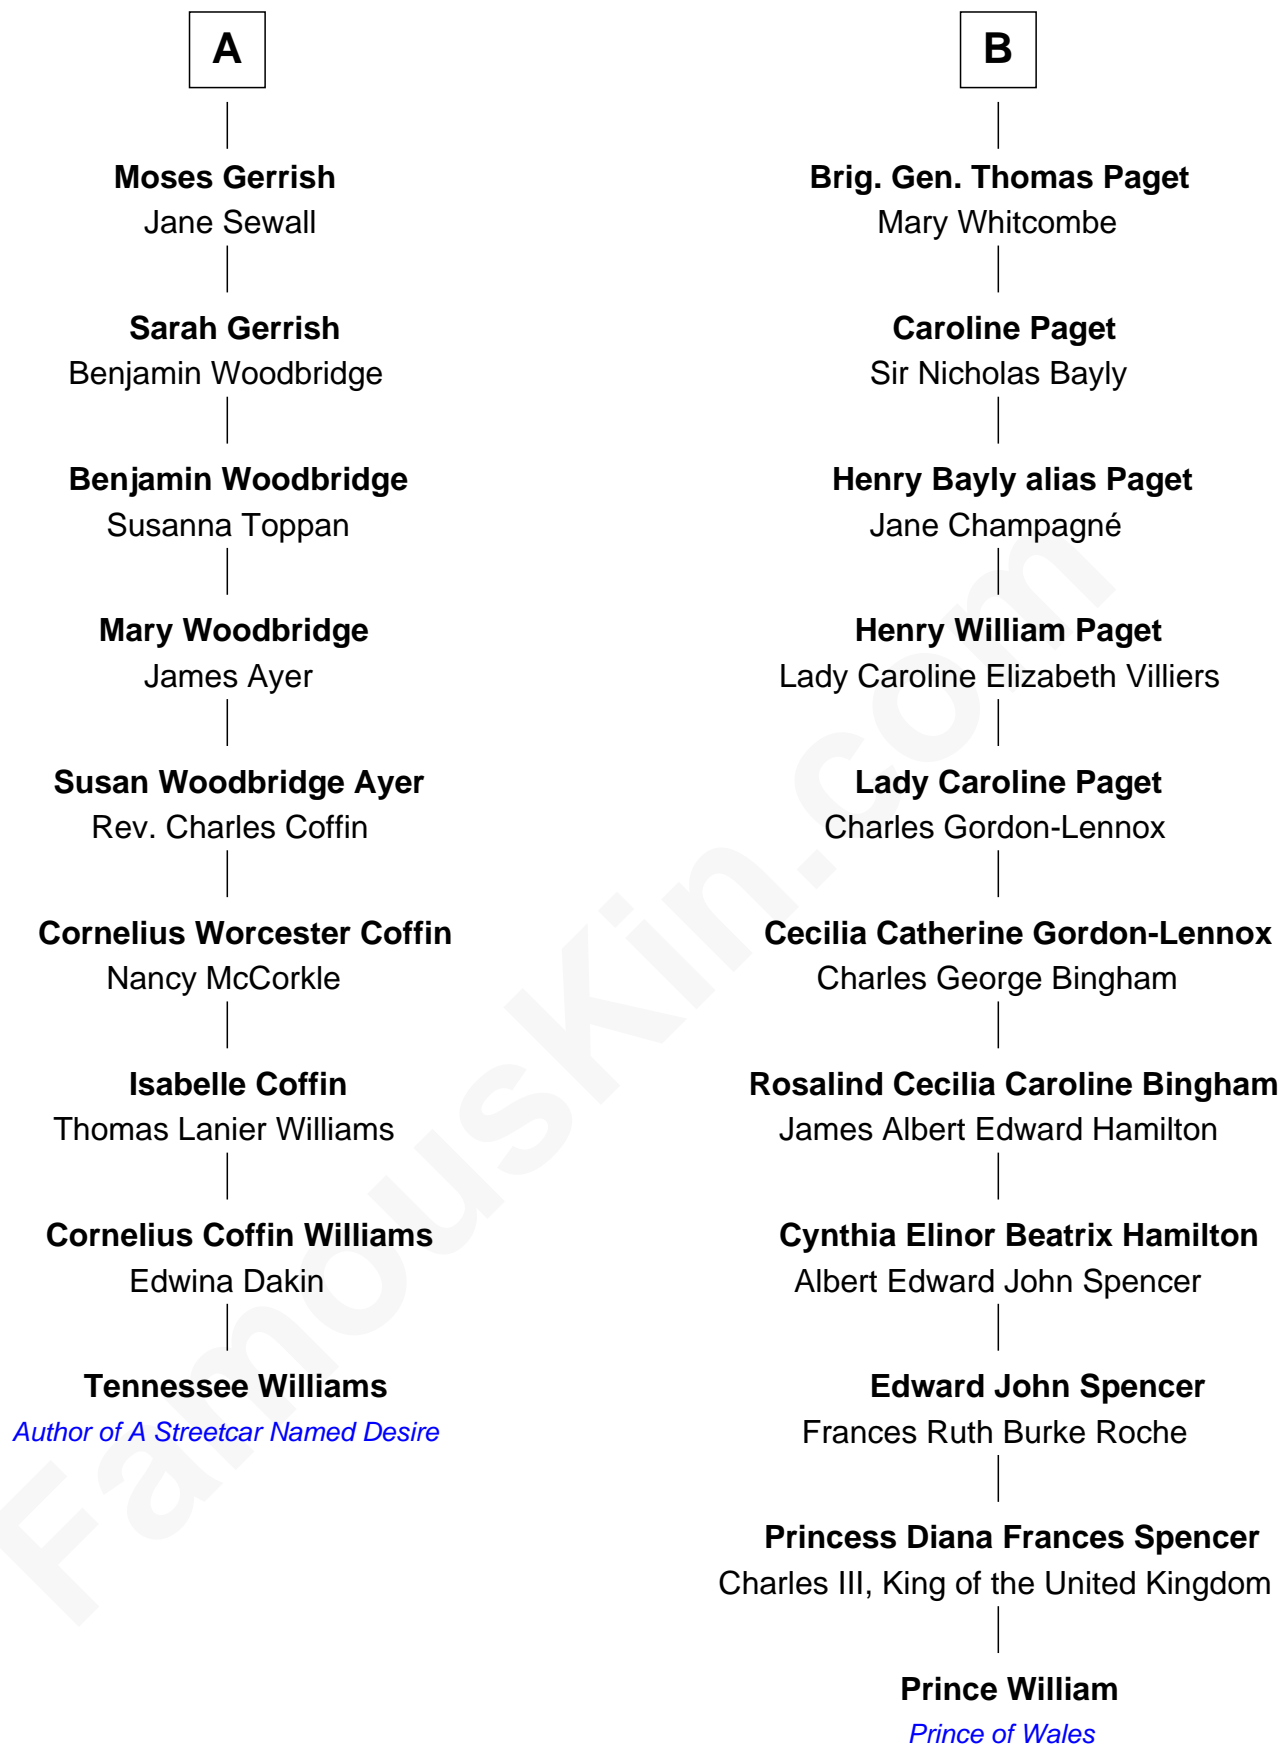 A
Moses Gerrish
Jane Sewall
Sarah Gerrish
Benjamin Woodbridge
Benjamin Woodbridge
Susanna Toppan
Mary Woodbridge
James Ayer
Susan Woodbridge Ayer
Rev. Charles Coffin
Cornelius Worcester Coffin
Nancy McCorkle
Isabelle Coffin
Thomas Lanier Williams
Cornelius Coffin Williams
Edwina Dakin
Tennessee Williams
Author of A Streetcar Named Desire
B
Brig. Gen. Thomas Paget
Mary Whitcombe
Caroline Paget
Sir Nicholas Bayly
Henry Bayly alias Paget
Jane Champagné
Henry William Paget
Lady Caroline Elizabeth Villiers
Lady Caroline Paget
Charles Gordon-Lennox
Cecilia Catherine Gordon-Lennox
Charles George Bingham
Rosalind Cecilia Caroline Bingham
James Albert Edward Hamilton
Cynthia Elinor Beatrix Hamilton
Albert Edward John Spencer
Edward John Spencer
Frances Ruth Burke Roche
Princess Diana Frances Spencer
Charles III, King of the United Kingdom
Prince William
Prince of Wales
FamousKin.com